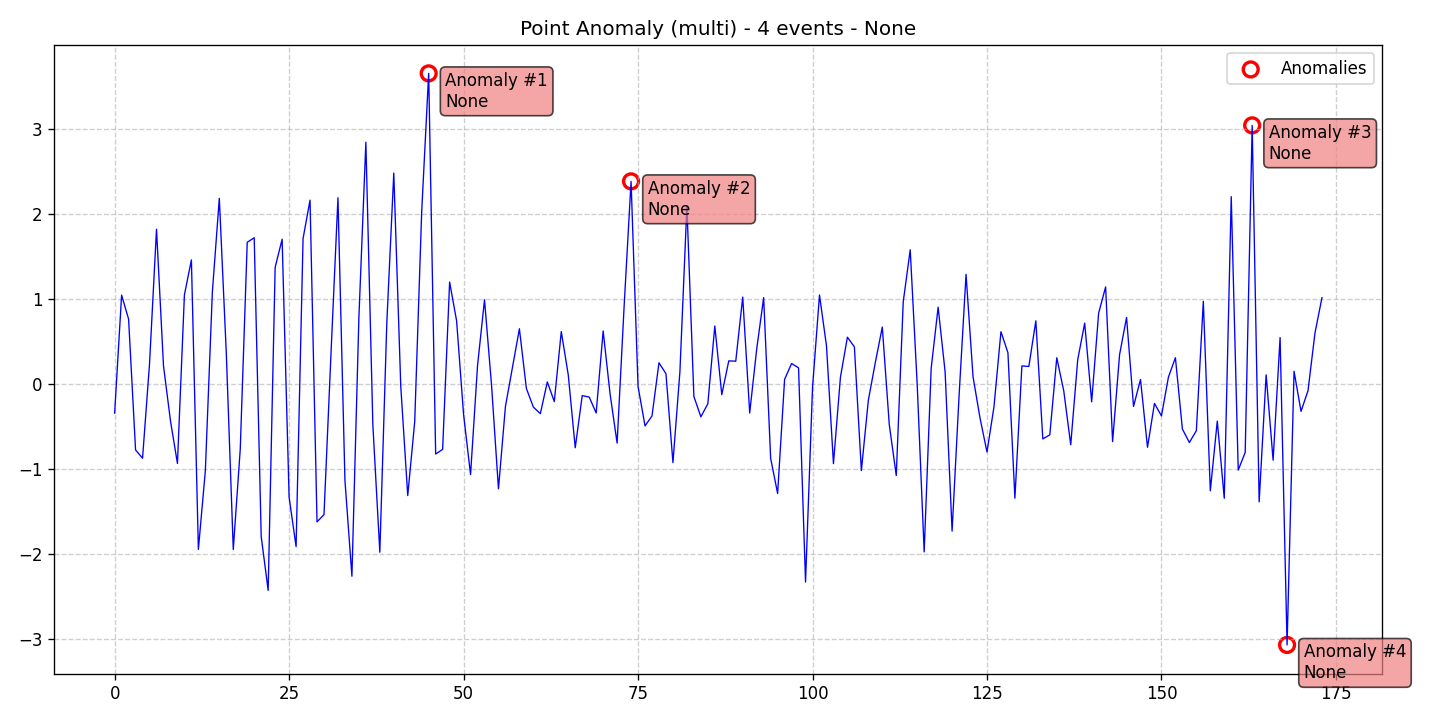 Point Anomaly (multi) - 4 events - None
Anomalies
Anomaly #1
None
Anomaly #2
None
Anomaly #3
None
Anomaly #4
None
3
2
1
0
−1
−2
−3
0
25
50
75
100
125
150
175